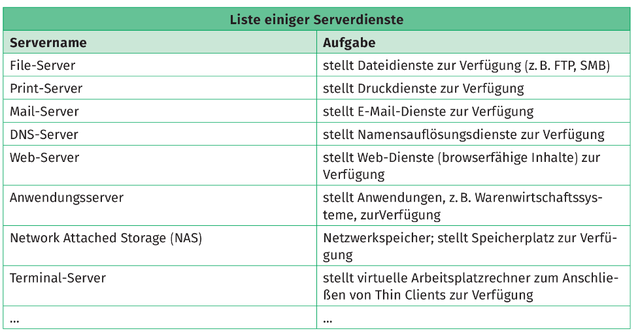 Liste einiger Serverdienste
Servername Aufgabe
File-Server stellt Dateidienste zur Verfügung (z. B. FTP, SMB)
Print-Server stellt Druckdienste zur Verfügung
Mail-Server stellt E-Mail-Dienste zur Verfügung
DNS-Server stellt Namensauflösungsdienste zur Verfügung
Web-Server stellt Web-Dienste (browserfähige Inhalte) zur
Verfügung
Anwendungsserver stellt Anwendungen, z. B. Warenwirtschaftssys-
teme, zurVerfügung
Network Attached Storage (NAS) Netzwerkspeicher; stellt Speicherplatz zur Verfü-
gung
Terminal-Server stellt virtuelle Arbeitsplatzrechner zum Anschlie-
ßen von Thin Clients zur Verfügung
... ...